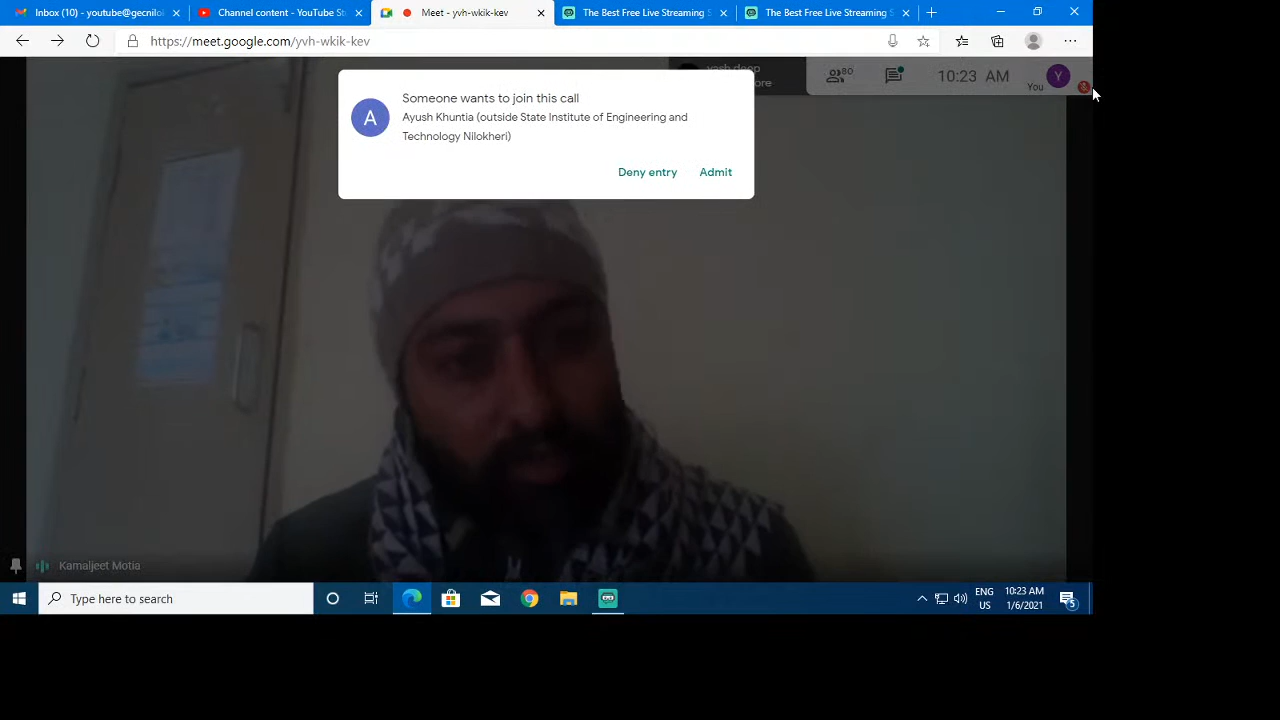 Inbox (10) - youtube@gecnilo
Channel content - YouTube St
Meet - yvh-wkik-kev
The Best Free Live Streaming S
The Best Free Live Streaming S
https://meet.google.com/yvh-wkik-kev
yash deep
80
10:23 AM
You
Y
Someone wants to join this call
A
Ayush Khuntia (outside State Institute of Engineering and
Technology Nilokheri)
Deny entry
Admit
Kamaljeet Motia
Type here to search
ENG
US
10:23 AM
1/6/2021
5